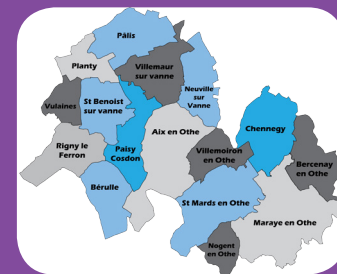 Pâlis
Planty
Villemaur
sur vanne
Neuville
sur
Vanne
Vulaines
St Benoist
sur vanne
Chennegy
Aix en Othe
Rigny le
Ferron
Paisy
Cosdon
Villemoiron
en Othe
Bercenay
en Othe
Bérulle
St Mards en Othe
Maraye en Othe
Nogent
en Othe